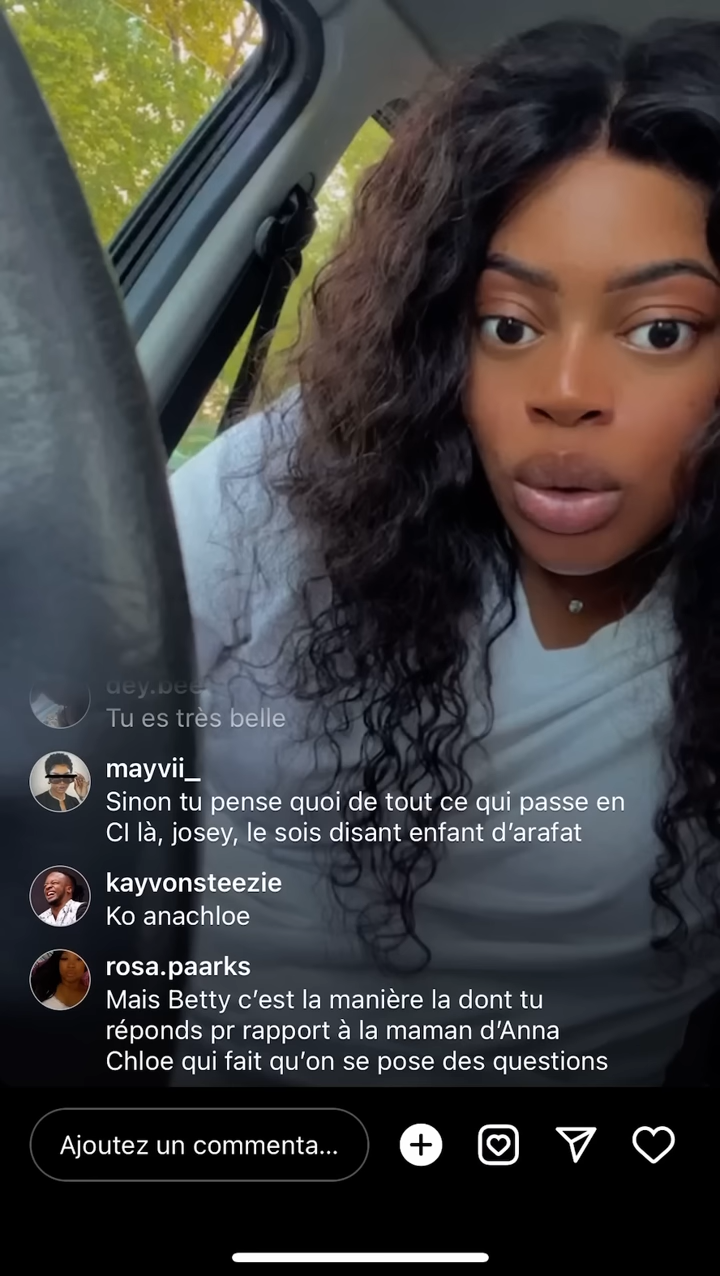 dey.bee
Tu es très belle
mayvii_
Sinon tu pense quoi de tout ce qui passe en
CI là, josey, le sois disant enfant d’arafat
kayvonsteezie
Ko anachloe
rosa.paarks
Mais Betty c’est la manière la dont tu
réponds pr rapport à la maman d’Anna
Chloe qui fait qu’on se pose des questions
Ajoutez un commenta...